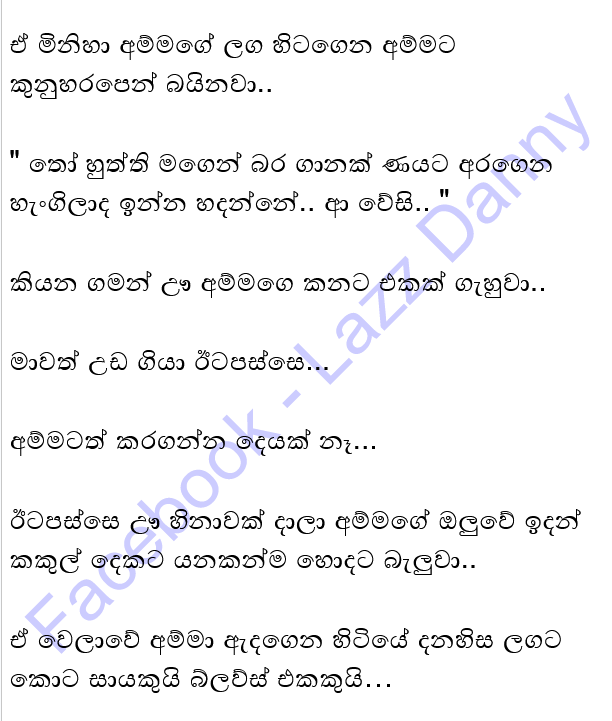 ඒ මිනිහා අම්මගේ ලග හිටගෙන අම්මට
කුනුහරපෙන් බයිනවා..
" තෝ හුත්ති මගෙන් බර ගානක් ණයට අරගෙන
හැංගිලාද ඉන්න හදන්නේ.. ආ වේසි.. "
කියන ගමන් ඌ අම්මගෙ කනට එකක් ගැහුවා..
මාවත් උඩ ගියා ඊටපස්සෙ...
අම්මටත් කරගන්න දෙයක් නෑ...
ඊටපස්සෙ ඌ හිනාවක් දාලා අම්මගේ ඔලුවේ ඉදන්
කකුල් දෙකට යනකන්ම හොදට බැලුවා..
ඒ වෙලාවේ අම්මා ඇදගෙන හිටියේ දනහිස ලගට
කොට සායකුයි බ්ලව්ස් එකකුයි...
Facebook - Lazz Danny